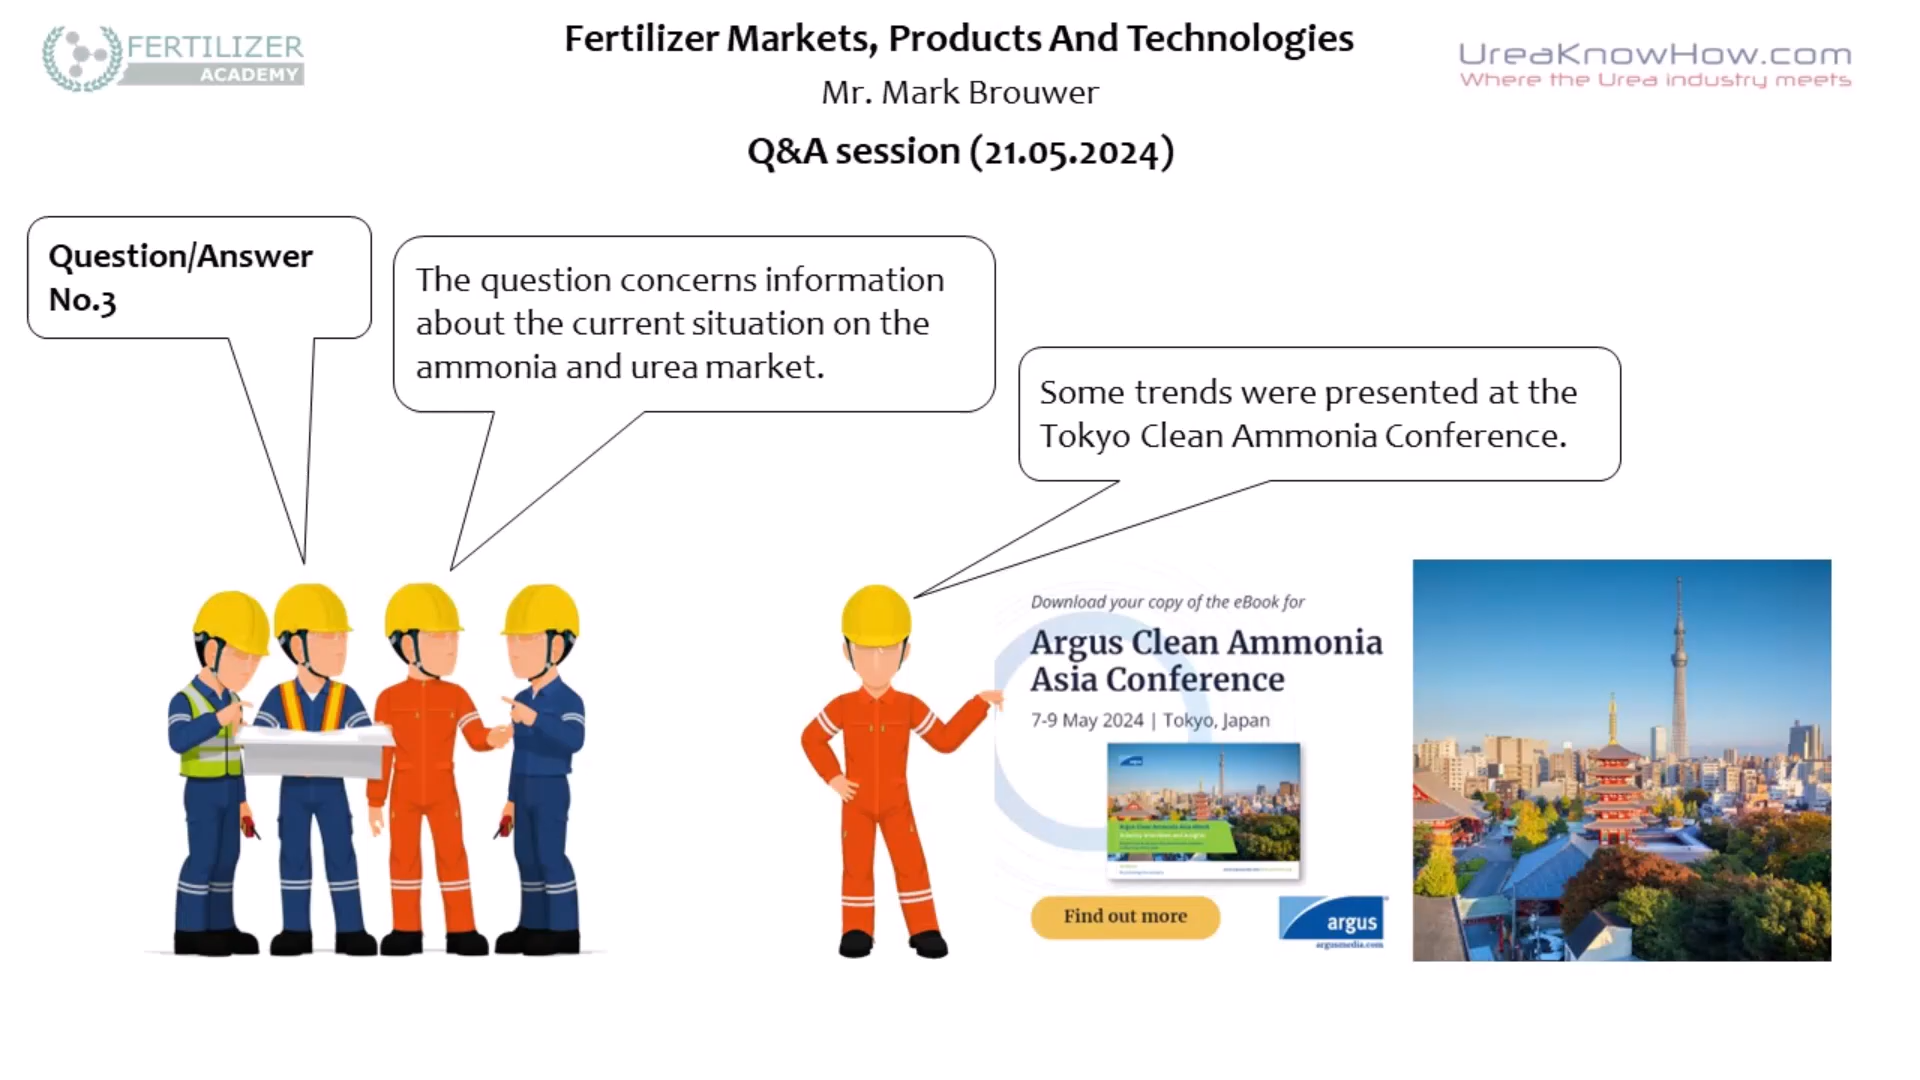 FERTILIZER
ACADEMY
Fertilizer Markets, Products And Technologies
Mr. Mark Brouwer
Q&A session (21.05.2024)
UreaKnowHow.com
Where the Urea industry meets
Question/Answer
No.3
The question concerns information
about the current situation on the
ammonia and urea market.
Some trends were presented at the
Tokyo Clean Ammonia Conference.
Download your copy of the eBook for
Argus Clean Ammonia
Asia Conference
7-9 May 2024 | Tokyo, Japan
argus
Find out more
argus
argusmedia.com